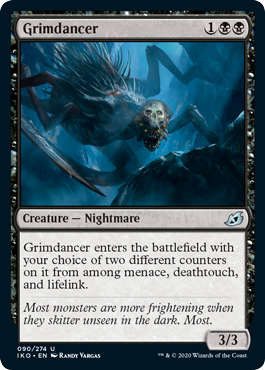 Grimdancer 1
Creature — Nightmare
Grimdancer enters the battlefield with
your choice of two different counters
on it from among menace, deathtouch,
and lifelink.
Most monsters are more frightening when
they skitter unseen in the dark. Most.
3/3
090/274 U
IKO • EN RANDY VARGAS
™ & © 2020 Wizards of the Coast